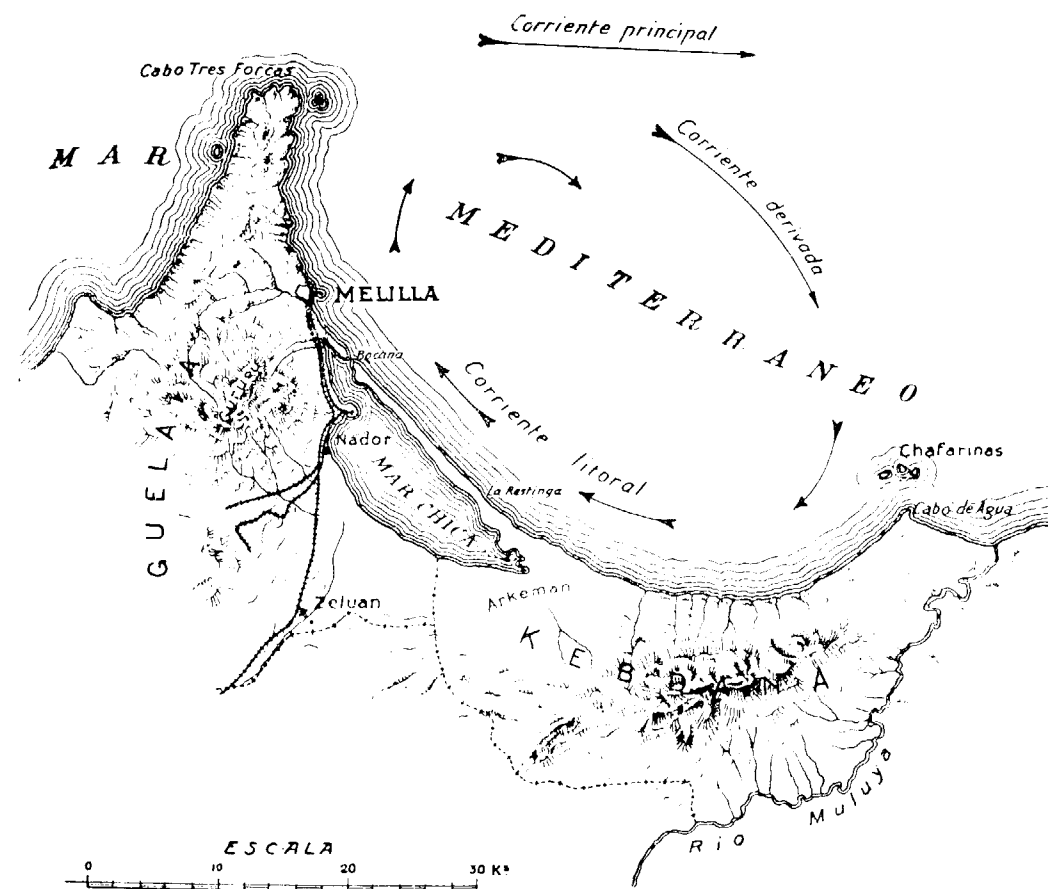 Corriente principal
Cabo Tres Forcas
MAR
Corriente derivada
MEDITERRANEO
MELILLA
Bocana
Corriente litoral
GUELAYA
Nador
MAR CHICA
La Restinga
Chafarinas
Cabo de Agua
Zeluan
Arkeman
KEBDANA
Rio Muluya
ESCALA
0 10 20 30 Ks